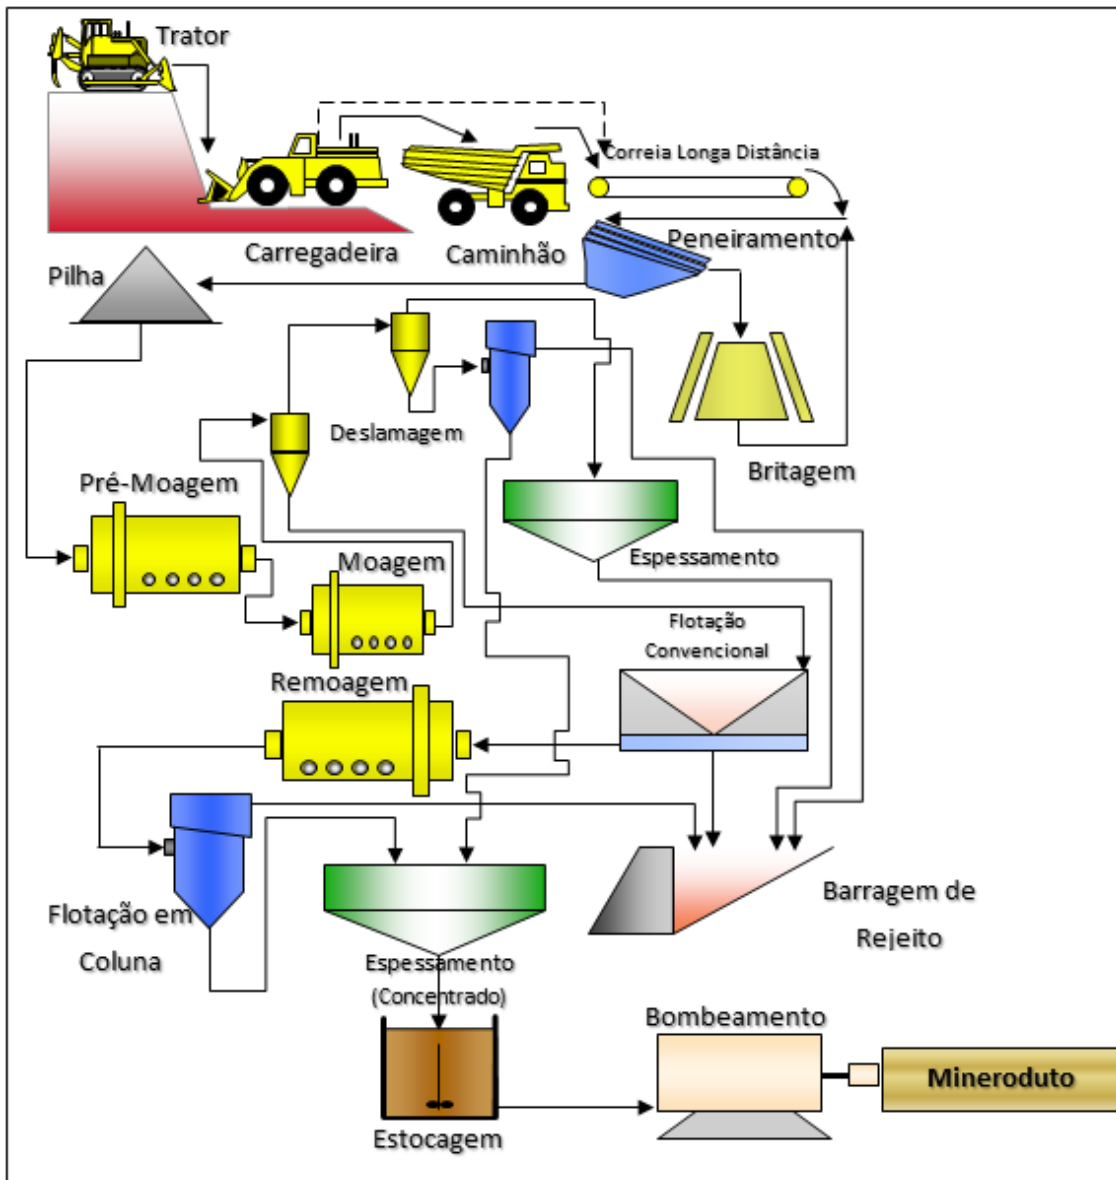 Trator
Correia Longa Distância
Carregadeira
Caminhão
Peneiramento
Pilha
Deslamagem
Britagem
Pré-Moagem
Espessamento
Moagem
Flotação
Convencional
Remoagem
Flotação em
Coluna
Barragem de
Rejeito
Espessamento
(Concentrado)
Bombeamento
Mineroduto
Estocagem